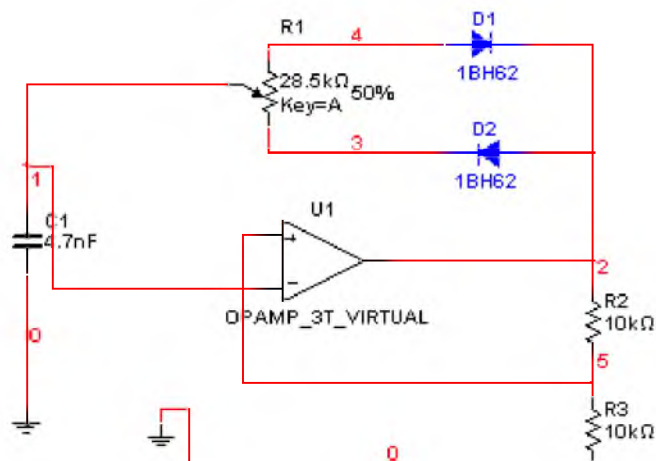 R1
4
D1
28.5kΩ
50%
Key=A
1BH62
3
D2
1BH62
1
C1
4.7nF
U1
OPAMP_3T_VIRTUAL
2
R2
10kΩ
5
0
R3
10kΩ
0